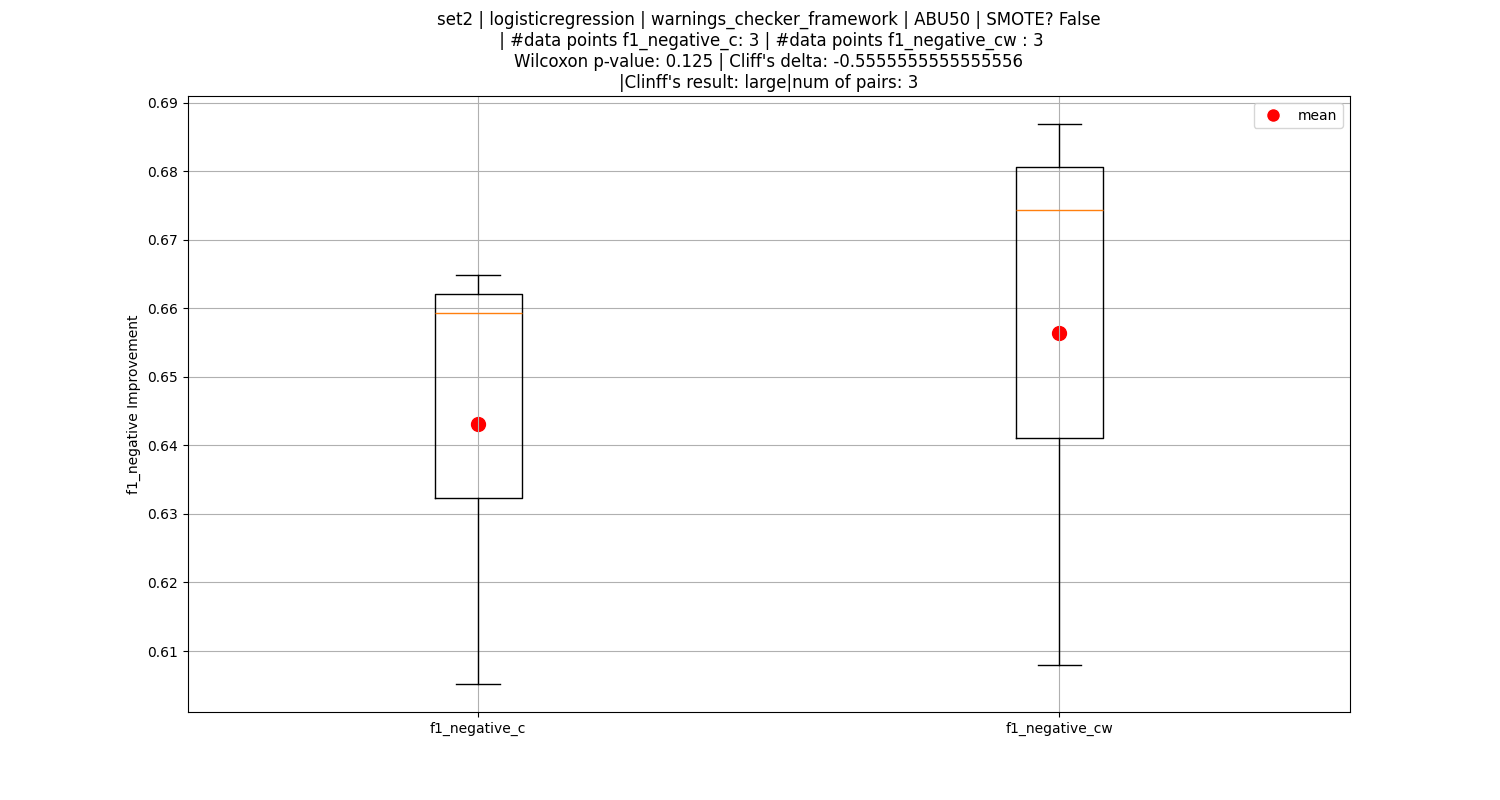 set2 | logisticregression | warnings_checker_framework | ABU50 | SMOTE? False
| #data points f1_negative_c: 3 | #data points f1_negative_cw : 3
Wilcoxon p-value: 0.125 | Cliff's delta: -0.5555555555555556
|Clinff's result: large|num of pairs: 3
mean
0.69
0.68
0.67
0.66
0.65
0.64
0.63
0.62
0.61
f1_negative Improvement
f1_negative_c
f1_negative_cw